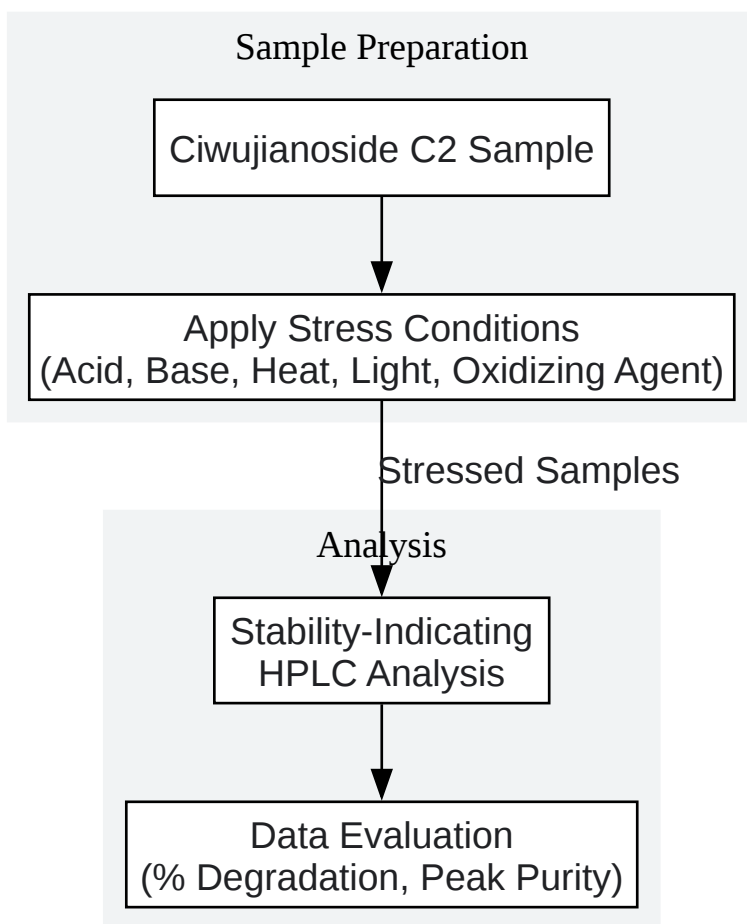 Sample Preparation
Ciwujianoside C2 Sample
Apply Stress Conditions
(Acid, Base, Heat, Light, Oxidizing Agent)
Stressed Samples
Analysis
Stability-Indicating
HPLC Analysis
Data Evaluation
(% Degradation, Peak Purity)